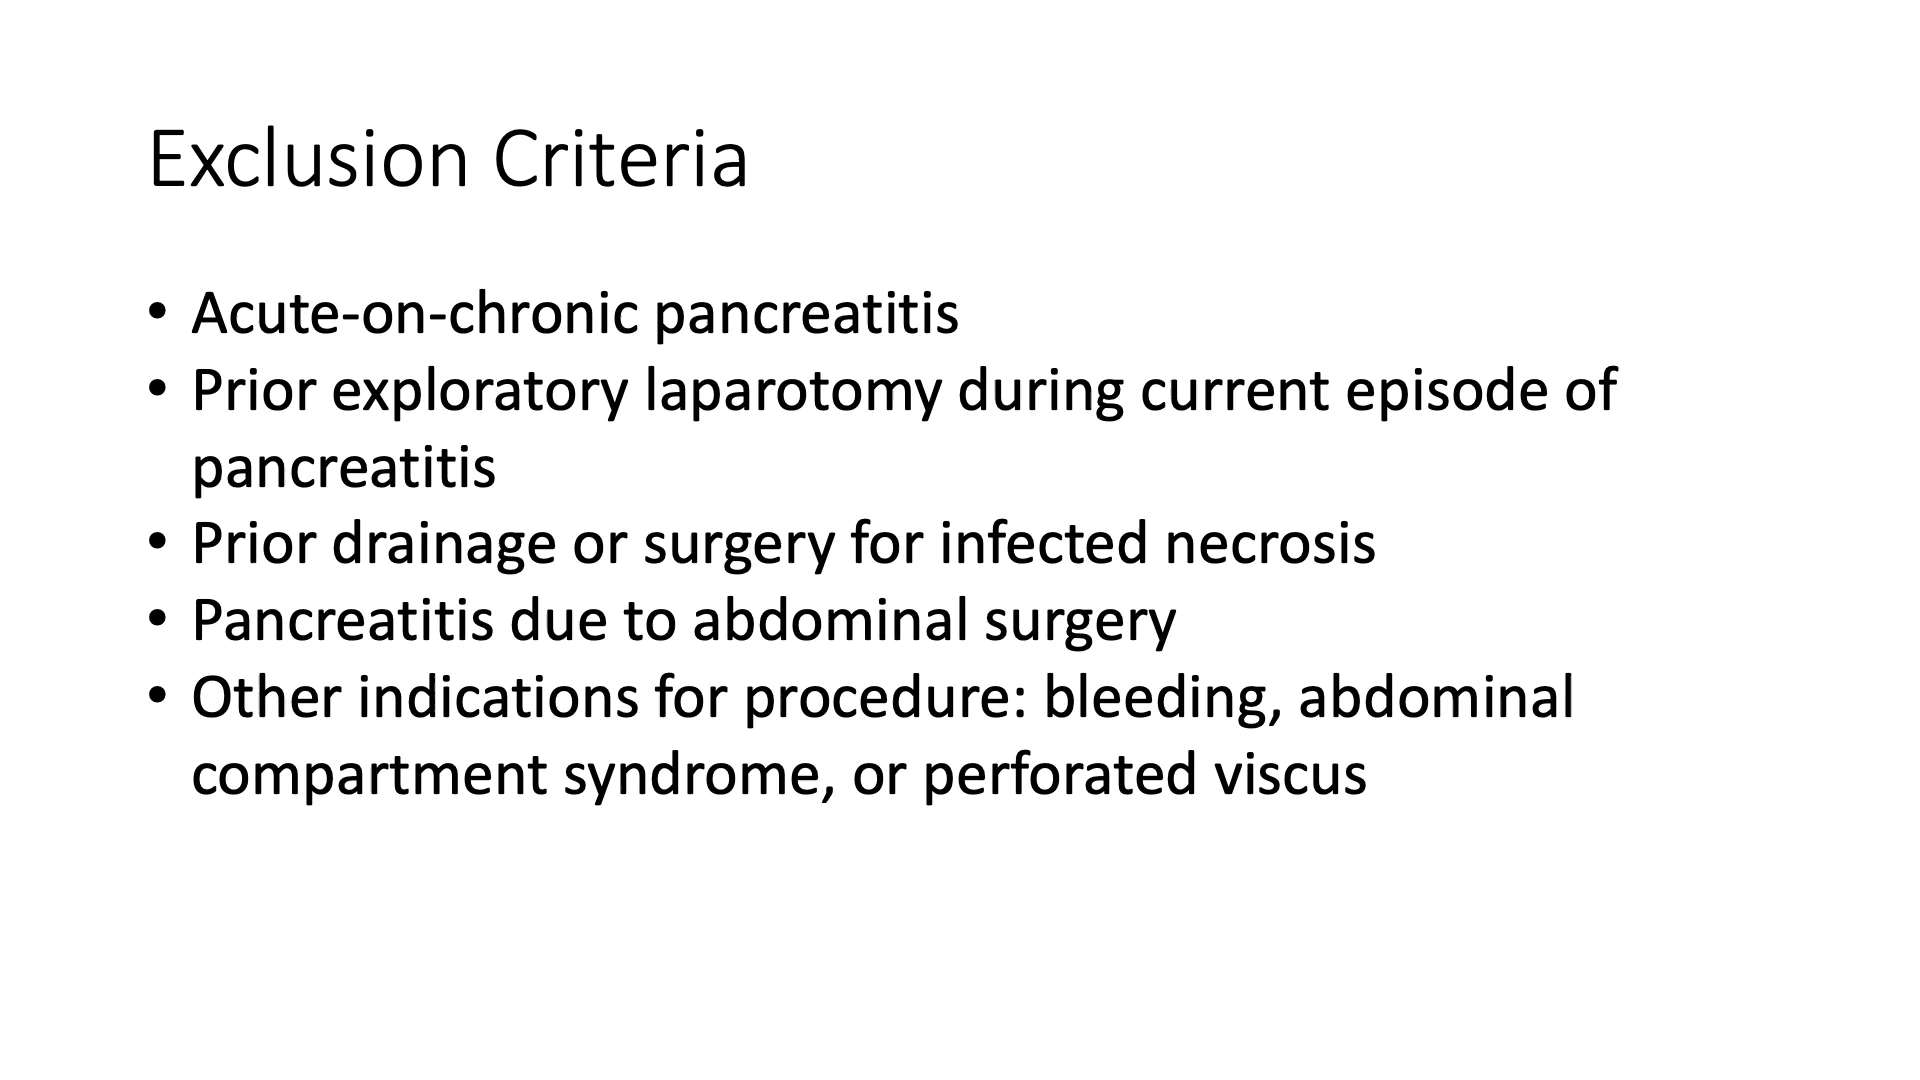 Exclusion Criteria
• Acute-on-chronic pancreatitis
• Prior exploratory laparotomy during current episode of
pancreatitis
• Prior drainage or surgery for infected necrosis
• Pancreatitis due to abdominal surgery
• Other indications for procedure: bleeding, abdominal
compartment syndrome, or perforated viscus